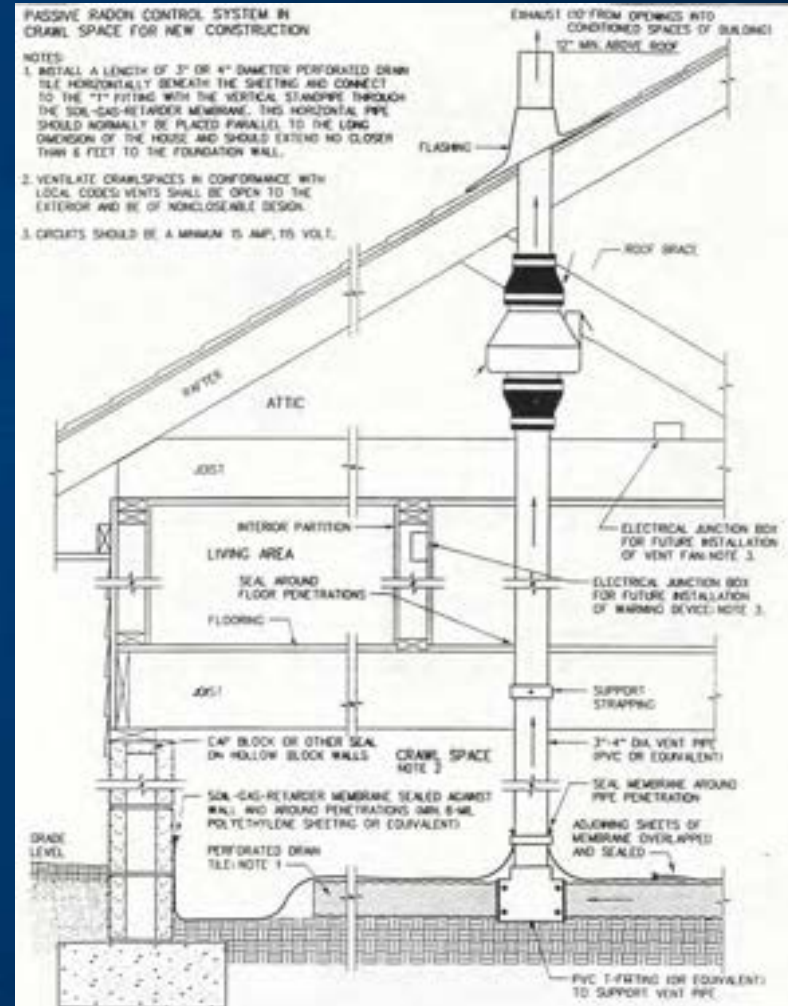 PASSIVE RADON CONTROL SYSTEM IN
CRAWL SPACE FOR NEW CONSTRUCTION
NOTES:
1. INSTALL A LENGTH OF 3" OR 4" DIAMETER PERFORATED DRAIN
TILE HORIZONTALLY BENEATH THE SHEETING AND CONNECT
TO THE "T" FITTING WITH THE VERTICAL STANDPIPE THROUGH
THE SOIL-GAS-RETARDER MEMBRANE. THIS HORIZONTAL PIPE
SHOULD NORMALLY BE PLACED PARALLEL TO THE LONG
DIMENSION OF THE HOUSE AND SHOULD EXTEND NO CLOSER
THAN 6 FEET TO THE FOUNDATION WALL.
2. VENTILATE CRAWLSPACES IN CONFORMANCE WITH
LOCAL CODES; VENTS SHALL BE OPEN TO THE
EXTERIOR AND BE OF NONCLOSEABLE DESIGN.
3. CIRCUITS SHOULD BE A MINIMUM 15 AMP, 115 VOLT.
EXHAUST (10' FROM OPENINGS INTO
CONDITIONED SPACES OF BUILDING)
12" MIN. ABOVE ROOF
FLASHING
ROOF BRACE
RAFTER
ATTIC
JOIST
ELECTRICAL JUNCTION BOX
FOR FUTURE INSTALLATION
OF VENT FAN: NOTE 3.
INTERIOR PARTITION
LIVING AREA
SEAL AROUND
FLOOR PENETRATIONS
ELECTRICAL JUNCTION BOX
FOR FUTURE INSTALLATION
OF WARNING DEVICE: NOTE 3.
FLOORING
JOIST
SUPPORT
STRAPPING
CAP BLOCK OR OTHER SEAL
ON HOLLOW BLOCK WALLS
CRAWL SPACE
NOTE 2
3"-4" DIA. VENT PIPE
(PVC OR EQUIVALENT)
SOIL-GAS-RETARDER MEMBRANE SEALED AGAINST
WALL AND AROUND PENETRATIONS (MIN. 6-MIL
POLYETHYLENE SHEETING OR EQUIVALENT)
SEAL MEMBRANE AROUND
PIPE PENETRATION
GRADE
LEVEL
PERFORATED DRAIN
TILE: NOTE 1
ADJOINING SHEETS OF
MEMBRANE OVERLAPPED
AND SEALED
PVC T-FITTING (OR EQUIVALENT)
TO SUPPORT VENT PIPE